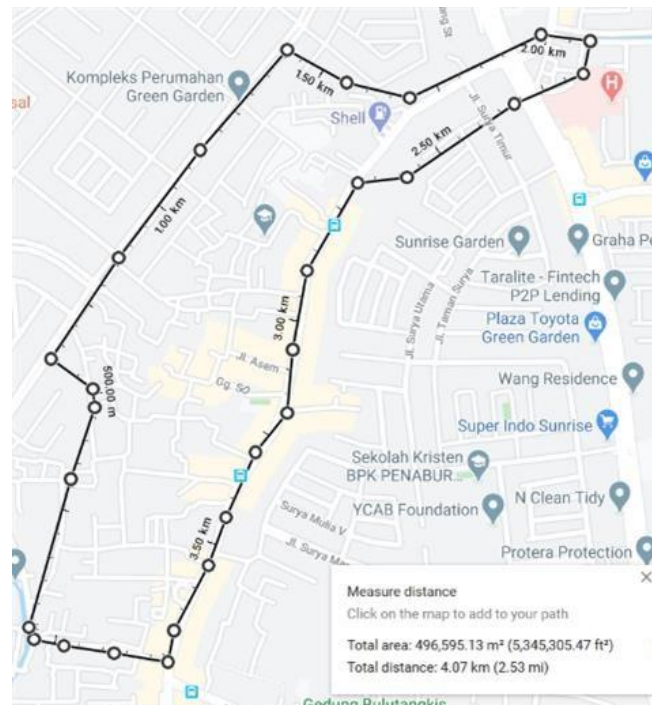 ang St
2.00 km
Kompleks Perumahan
Green Garden
1.50 km
sal
Shell
H
Jl. Surya Timur
2.50 km
1.00 km
Sunrise Garden
Graha Pe
Taralite - Fintech
P2P Lending
Jl. Surya Utama
Jl. Taman Surya
3.00 km
Plaza Toyota
Green Garden
Jl. Asem
500.00 m
Gg. SD
Wang Residence
Super Indo Sunrise
Sekolah Kristen
BPK PENABUR...
YCAB Foundation
N Clean Tidy
Surya Mulia V
3.50 km
Jl. Surya Ma
Protera Protection
Measure distance
Click on the map to add to your path
Total area: 496,595.13 m² (5,345,305.47 ft²)
Total distance: 4.07 km (2.53 mi)
Gedung Bulutangkis